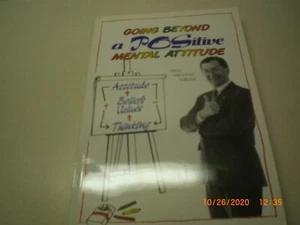 GOING BEYOND
a POSitive
MENTAL ATTITUDE
Attitude
Beliefs
Values
Thinking
10/26/2020 12:35